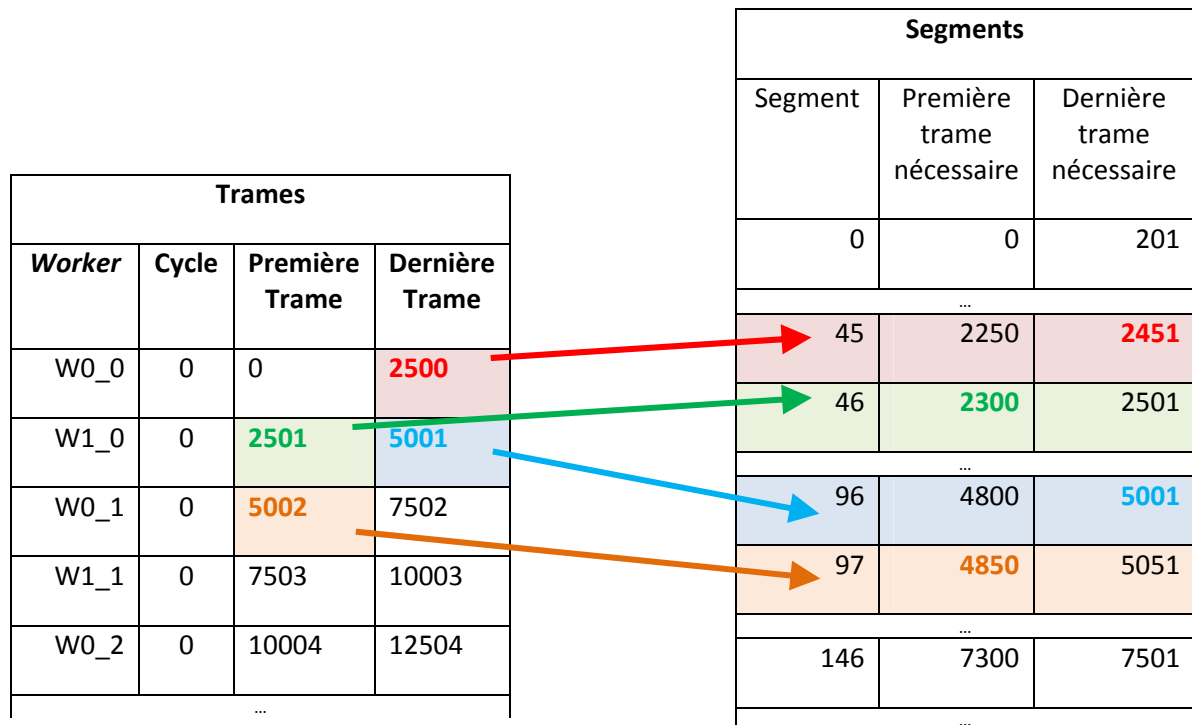 Trames
Worker Cycle Première Trame Dernière Trame
W0_0 0 0 2500
W1_0 0 2501 5001
W0_1 0 5002 7502
W1_1 0 7503 10003
W0_2 0 10004 12504
...
Segments
Segment Première trame nécessaire Dernière trame nécessaire
0 0 201
...
45 2250 2451
46 2300 2501
...
96 4800 5001
97 4850 5051
...
146 7300 7501
...